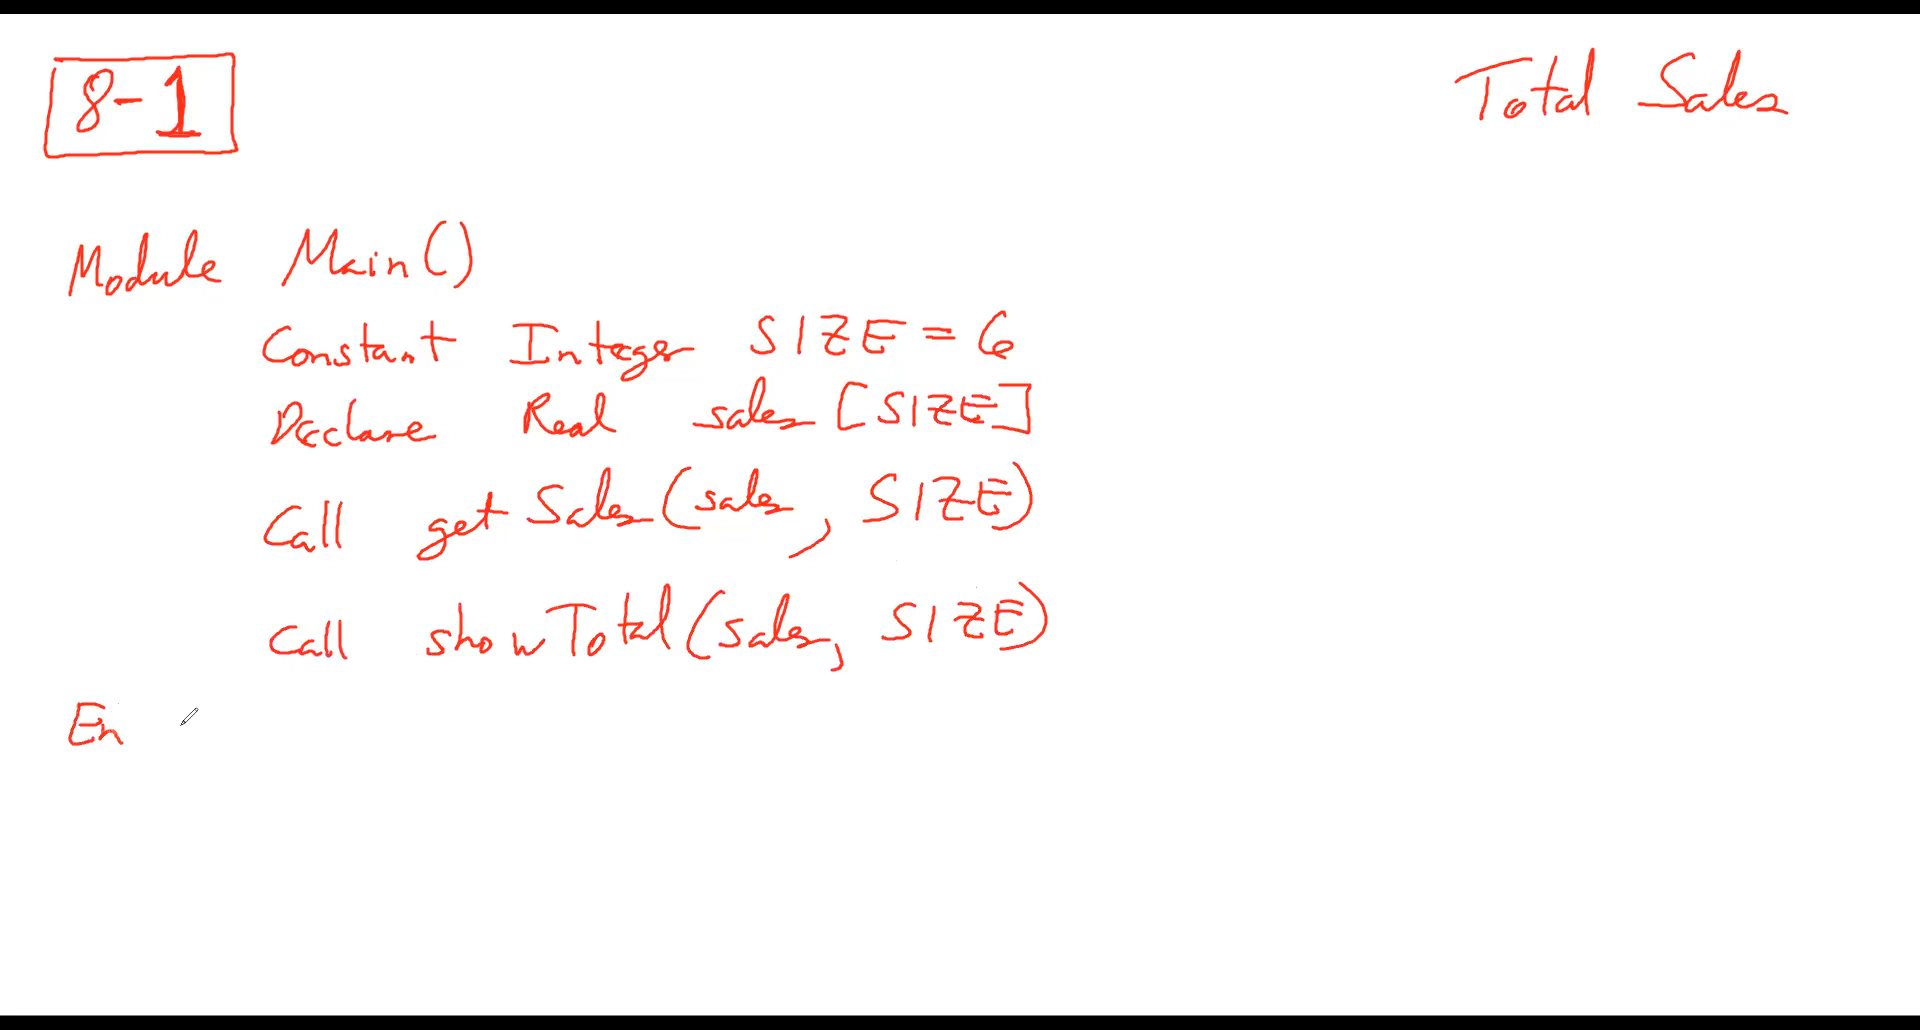 8-1
Total Sales
Module Main()
Constant Integer SIZE = 6
Declare Real sales [SIZE]
Call getSales(sales, SIZE)
Call showTotal(sales, SIZE)
En